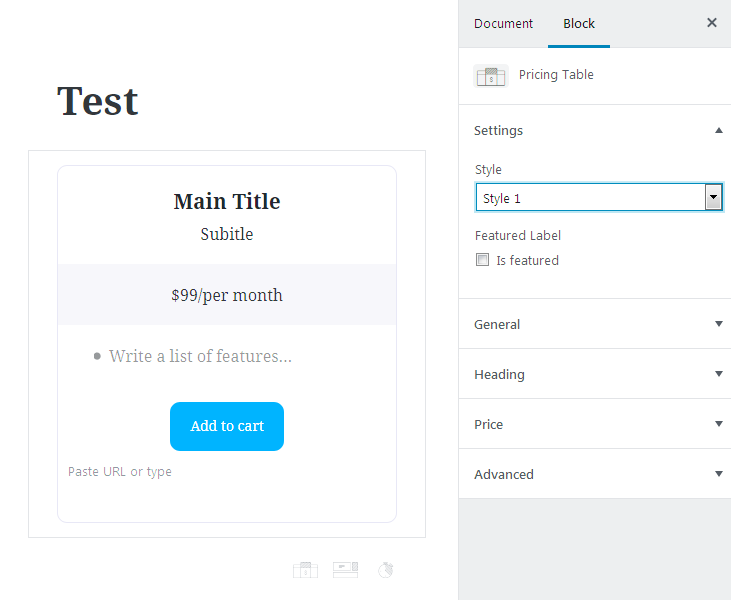 Test
Main Title
Subitle
$99/per month
Write a list of features...
Add to cart
Paste URL or type
Document
Block
Pricing Table
Settings
Style
Style 1
Featured Label
Is featured
General
Heading
Price
Advanced